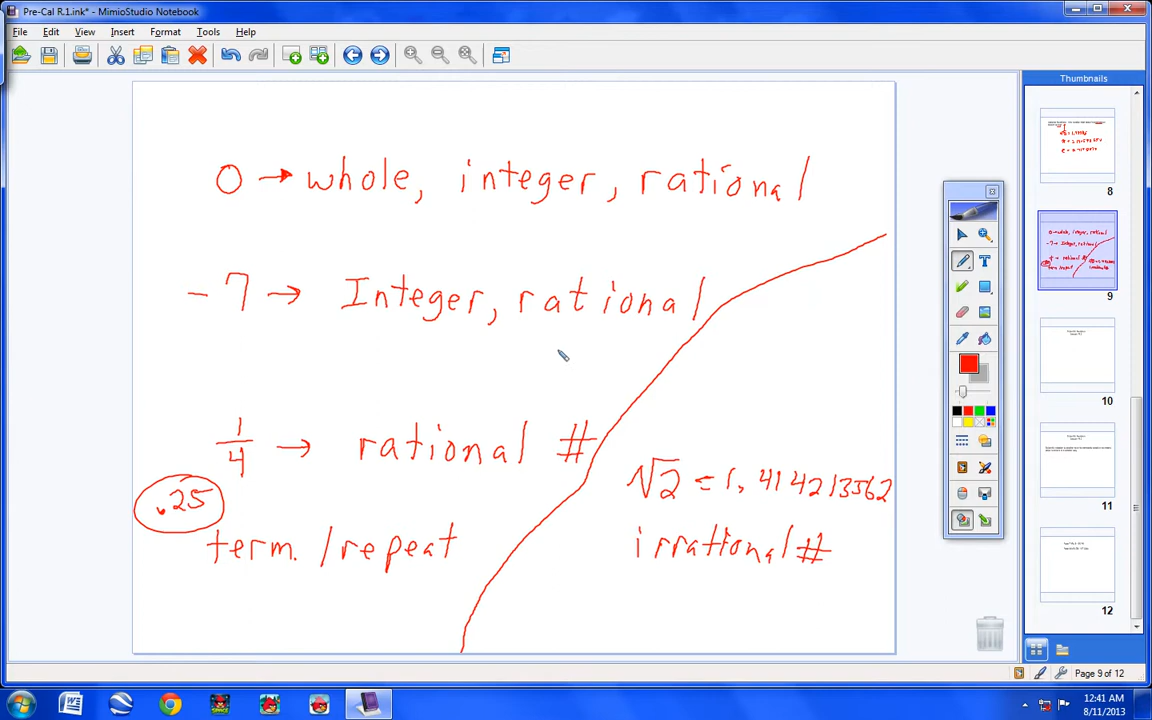 Pre-Cal R.1.ink* - MimioStudio Notebook
File Edit View Insert Format Tools Help
Thumbnails
0 → whole, integer, rational
-7 → Integer, rational
1/4 → rational #
.25
term. /repeat
√2 = 1.414213562
irrational #
8
9
10
11
12
Page 9 of 12
12:41 AM
8/11/2013